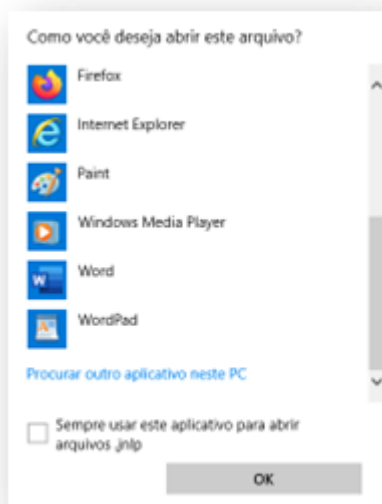 Como você deseja abrir este arquivo?
Firefox
Internet Explorer
Paint
Windows Media Player
Word
WordPad
Procurar outro aplicativo neste PC
Sempre usar este aplicativo para abrir
arquivos .jnlp
OK